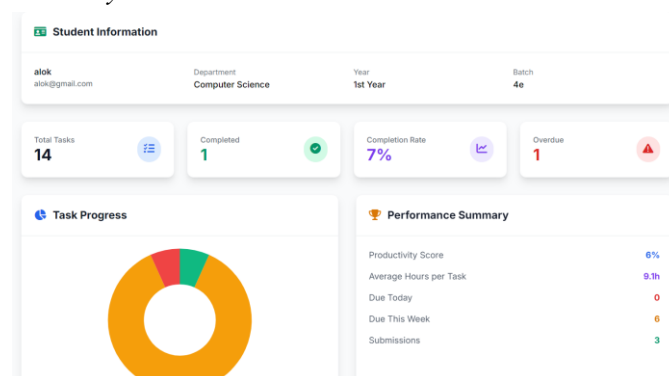 Student Information
alok
alok@gmail.com
Department
Computer Science
Year
1st Year
Batch
4e
Total Tasks
14
Completed
1
Completion Rate
7%
Overdue
1
Task Progress
Performance Summary
Productivity Score 6%
Average Hours per Task 9.1h
Due Today 0
Due This Week 6
Submissions 3